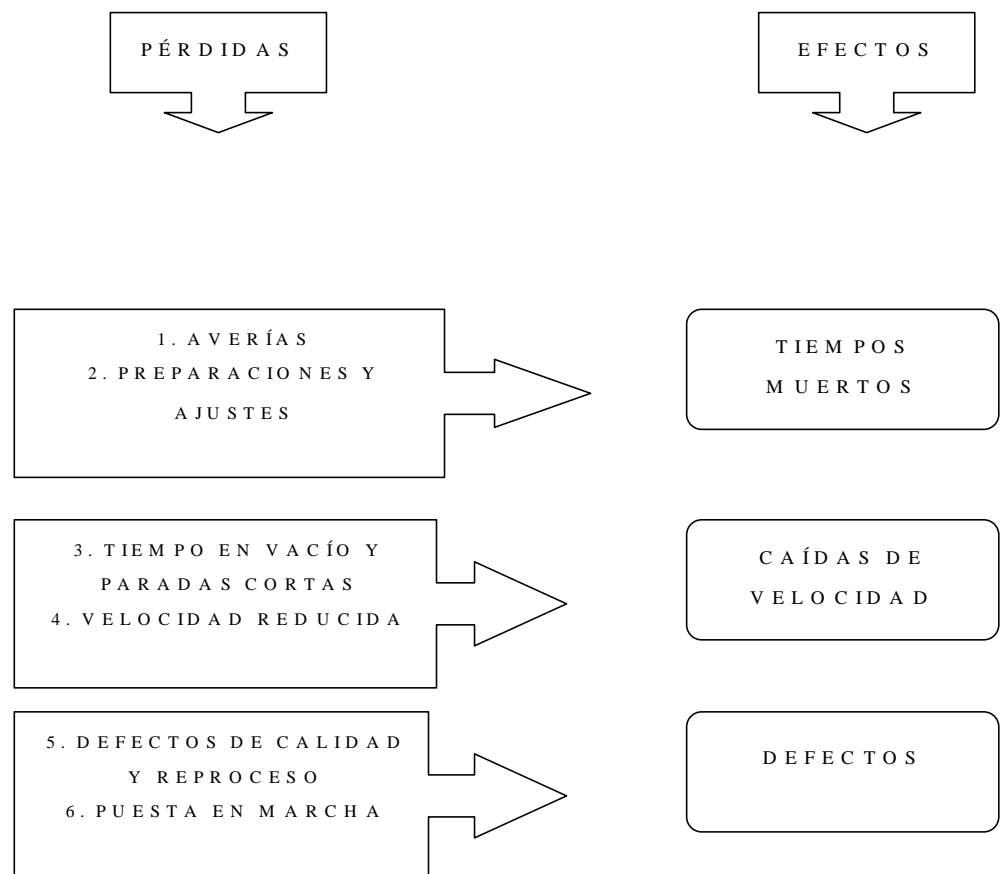 PÉRDIDAS
EFECTOS
1. AVERÍAS
2. PREPARACIONES Y
AJUSTES
TIEMPOS
MUERTOS
3. TIEMPO EN VACÍO Y
PARADAS CORTAS
4. VELOCIDAD REDUCIDA
CAÍDAS DE
VELOCIDAD
5. DEFECTOS DE CALIDAD
Y REPROCESO
6. PUESTA EN MARCHA
DEFECTOS